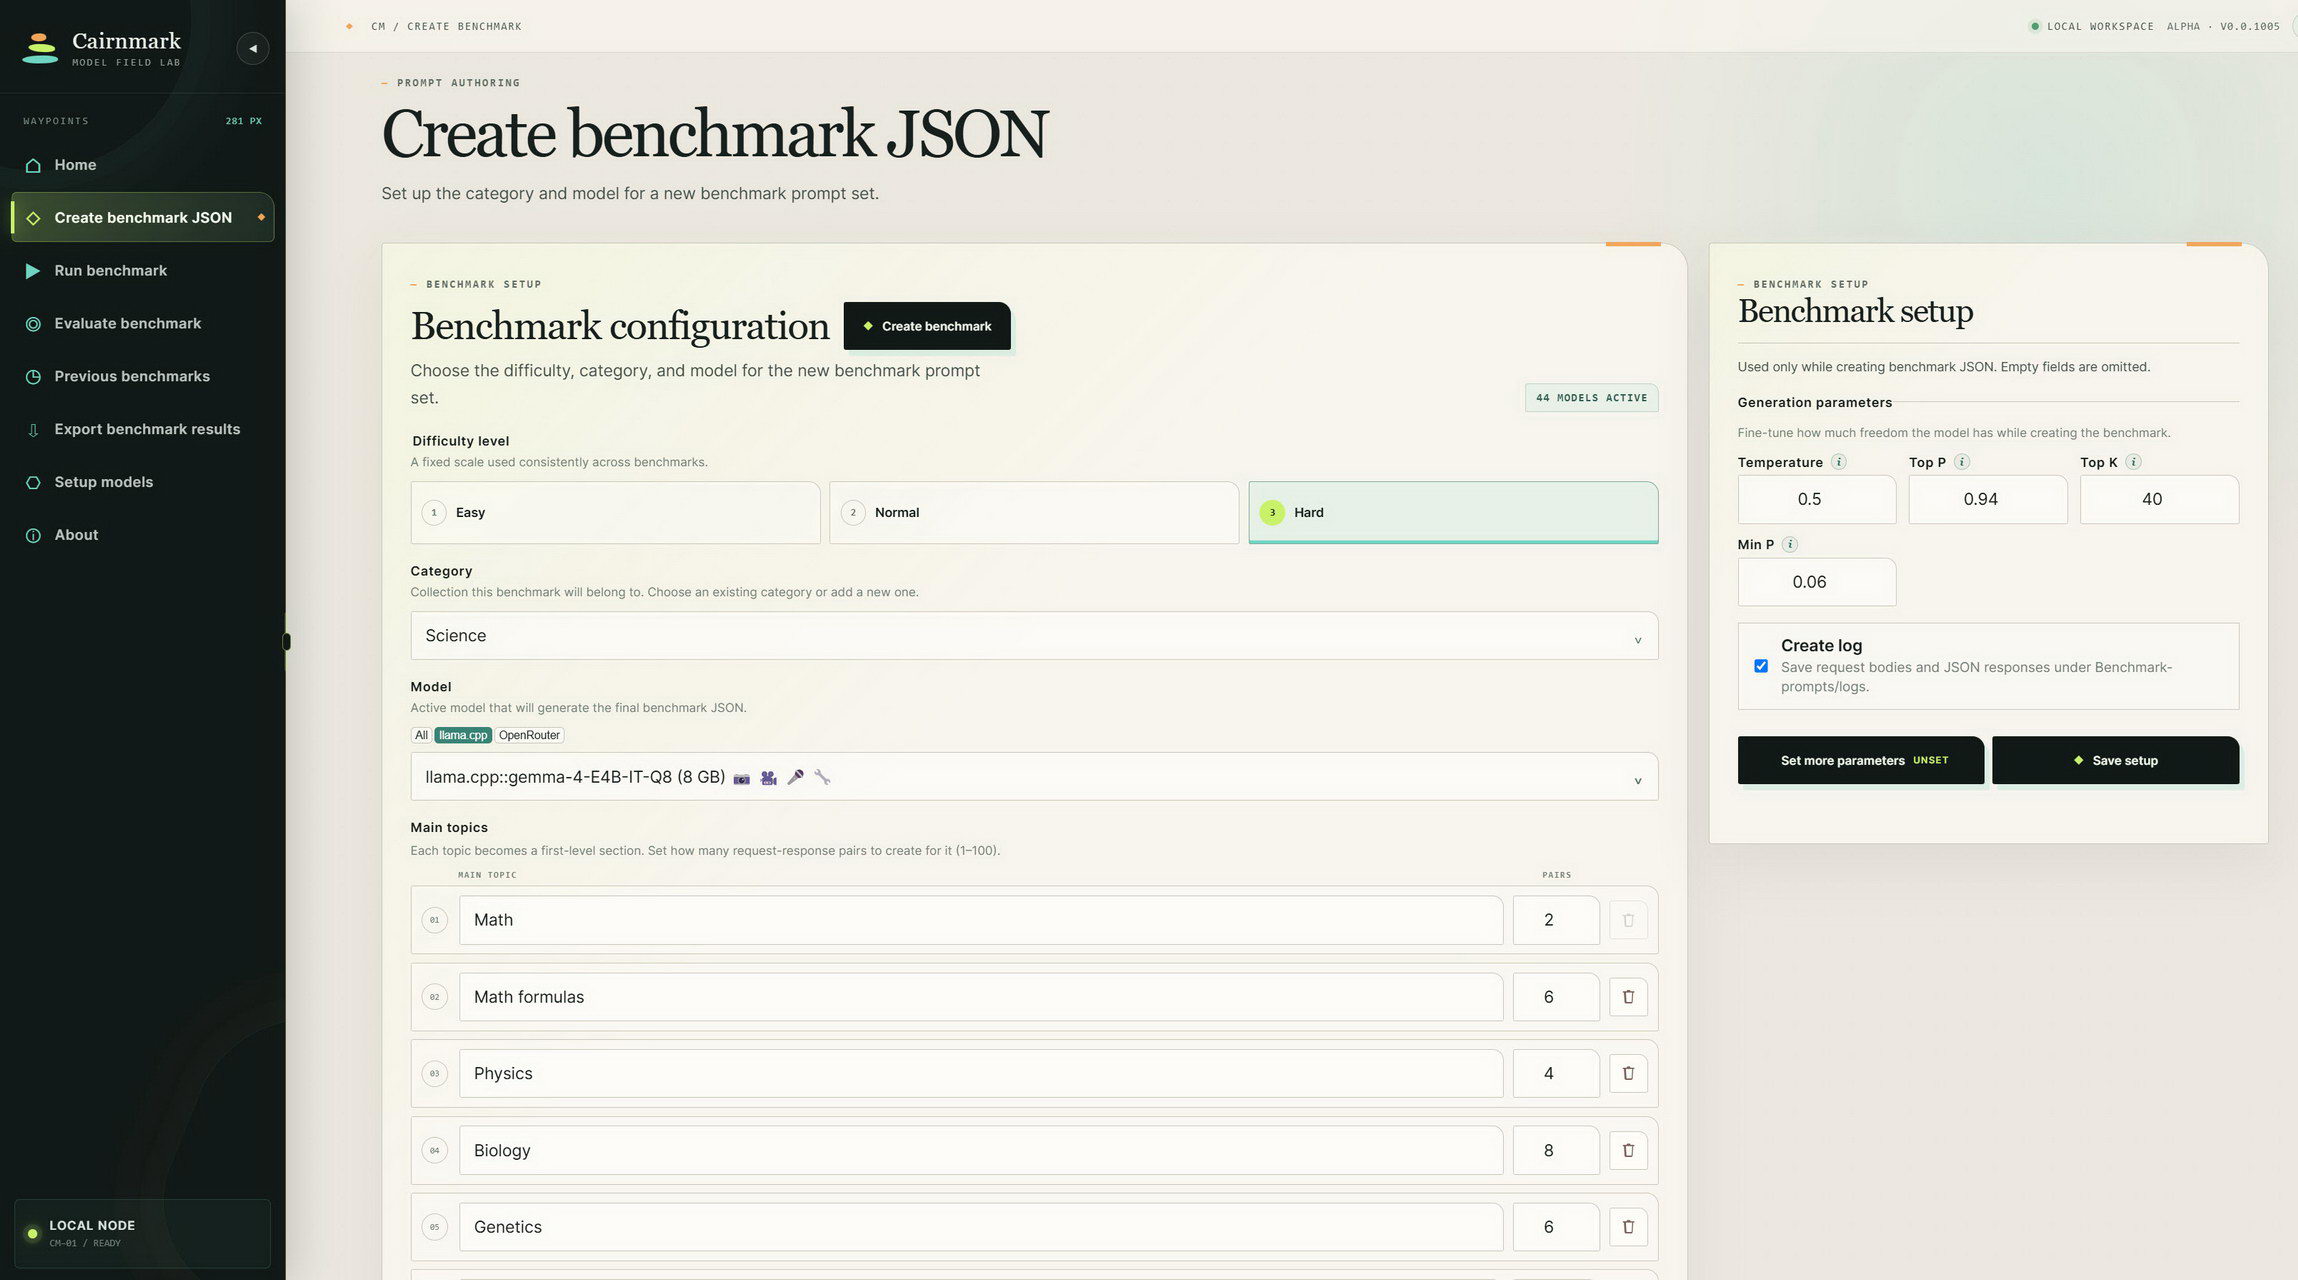 Cairnmark
MODEL FIELD LAB
WAYPOINTS
281 PX
Home
Create benchmark JSON
Run benchmark
Evaluate benchmark
Previous benchmarks
Export benchmark results
Setup models
About
LOCAL NODE
CM-01 / READY
CM / CREATE BENCHMARK
LOCAL WORKSPACE
ALPHA · V0.0.1005
PROMPT AUTHORING
Create benchmark JSON
Set up the category and model for a new benchmark prompt set.
BENCHMARK SETUP
Benchmark configuration
Create benchmark
Choose the difficulty, category, and model for the new benchmark prompt
set.
44 MODELS ACTIVE
Difficulty level
A fixed scale used consistently across benchmarks.
1 Easy
2 Normal
3 Hard
Category
Collection this benchmark will belong to. Choose an existing category or add a new one.
Science
Model
Active model that will generate the final benchmark JSON.
All llama.cpp OpenRouter
llama.cpp::gemma-4-E4B-IT-Q8 (8 GB)
Main topics
Each topic becomes a first-level section. Set how many request-response pairs to create for it (1–100).
MAIN TOPIC PAIRS
01 Math 2
02 Math formulas 6
03 Physics 4
04 Biology 8
05 Genetics 6
BENCHMARK SETUP
Benchmark setup
Used only while creating benchmark JSON. Empty fields are omitted.
Generation parameters
Fine-tune how much freedom the model has while creating the benchmark.
Temperature i Top P i Top K i
0.5 0.94 40
Min P i
0.06
Create log
Save request bodies and JSON responses under Benchmark-
prompts/logs.
Set more parameters UNSET
Save setup